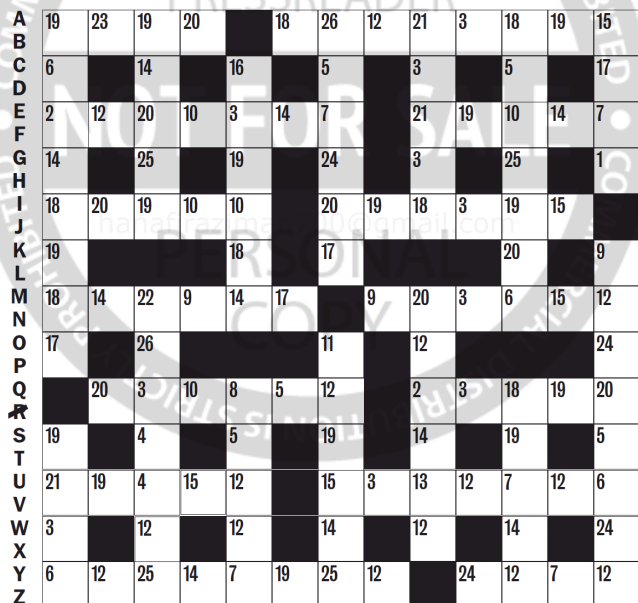 A 19 23 19 20 18 26 12 21 3 18 19 15
B
C 6 14 16 5 3 5 17
D
E 2 12 20 10 3 14 7 21 19 10 14 7
F
G 14 25 19 24 3 25 1
H
I 18 20 19 10 10 20 19 18 3 19 15
J
K 19 18 17 20 9
L
M 18 14 22 9 14 17 9 20 3 6 15 12
N
O 17 26 11 12 24
P
Q 20 3 10 8 5 12 2 3 18 19 20
R
S 19 4 5 19 14 19 5
T
U 21 19 4 15 12 15 3 13 12 7 12 6
V
W 3 12 12 14 12 14 24
X
Y 6 12 25 14 7 19 25 12 24 12 7 12
Z
PRESSREADER
NOT FOR SALE
PERSONAL
COPY
COMMERCIAL DISTRIBUTION IS STRICTLY PROHIBITED